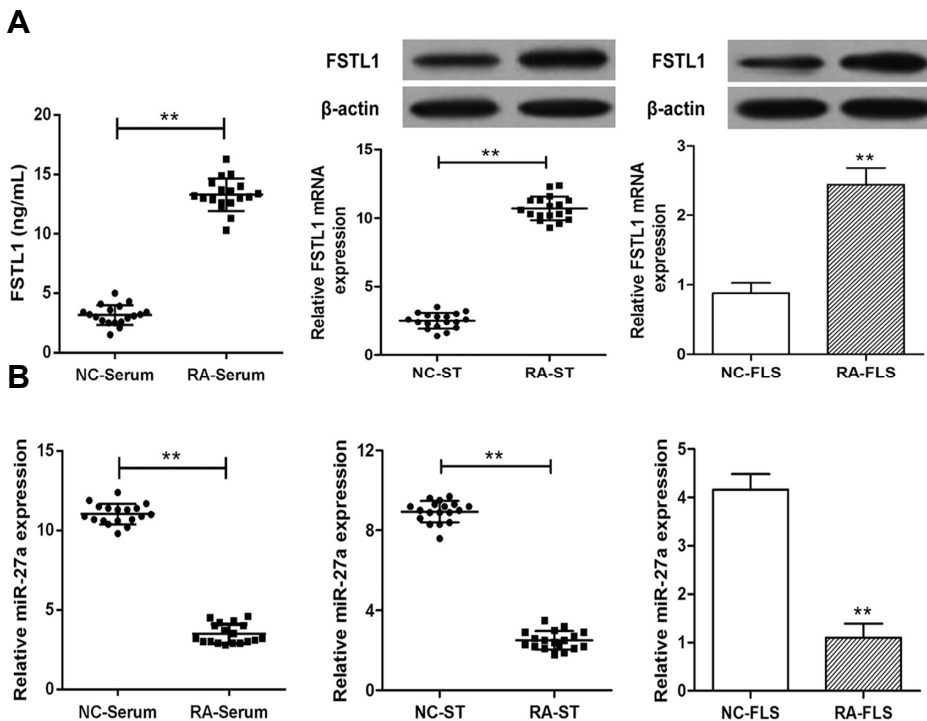 A
FSTL1
β-actin
FSTL1
β-actin
FSTL1 (ng/mL)
20
15
10
5
0
**
NC-Serum
RA-Serum
Relative FSTL1 mRNA
expression
15
10
5
0
**
NC-ST
RA-ST
Relative FSTL1 mRNA
expression
3
2
1
0
**
NC-FLS
RA-FLS
B
Relative miR-27a expression
15
10
5
0
**
NC-Serum
RA-Serum
Relative miR-27a expression
12
9
6
3
0
**
NC-ST
RA-ST
Relative miR-27a expression
5
4
3
2
1
0
**
NC-FLS
RA-FLS